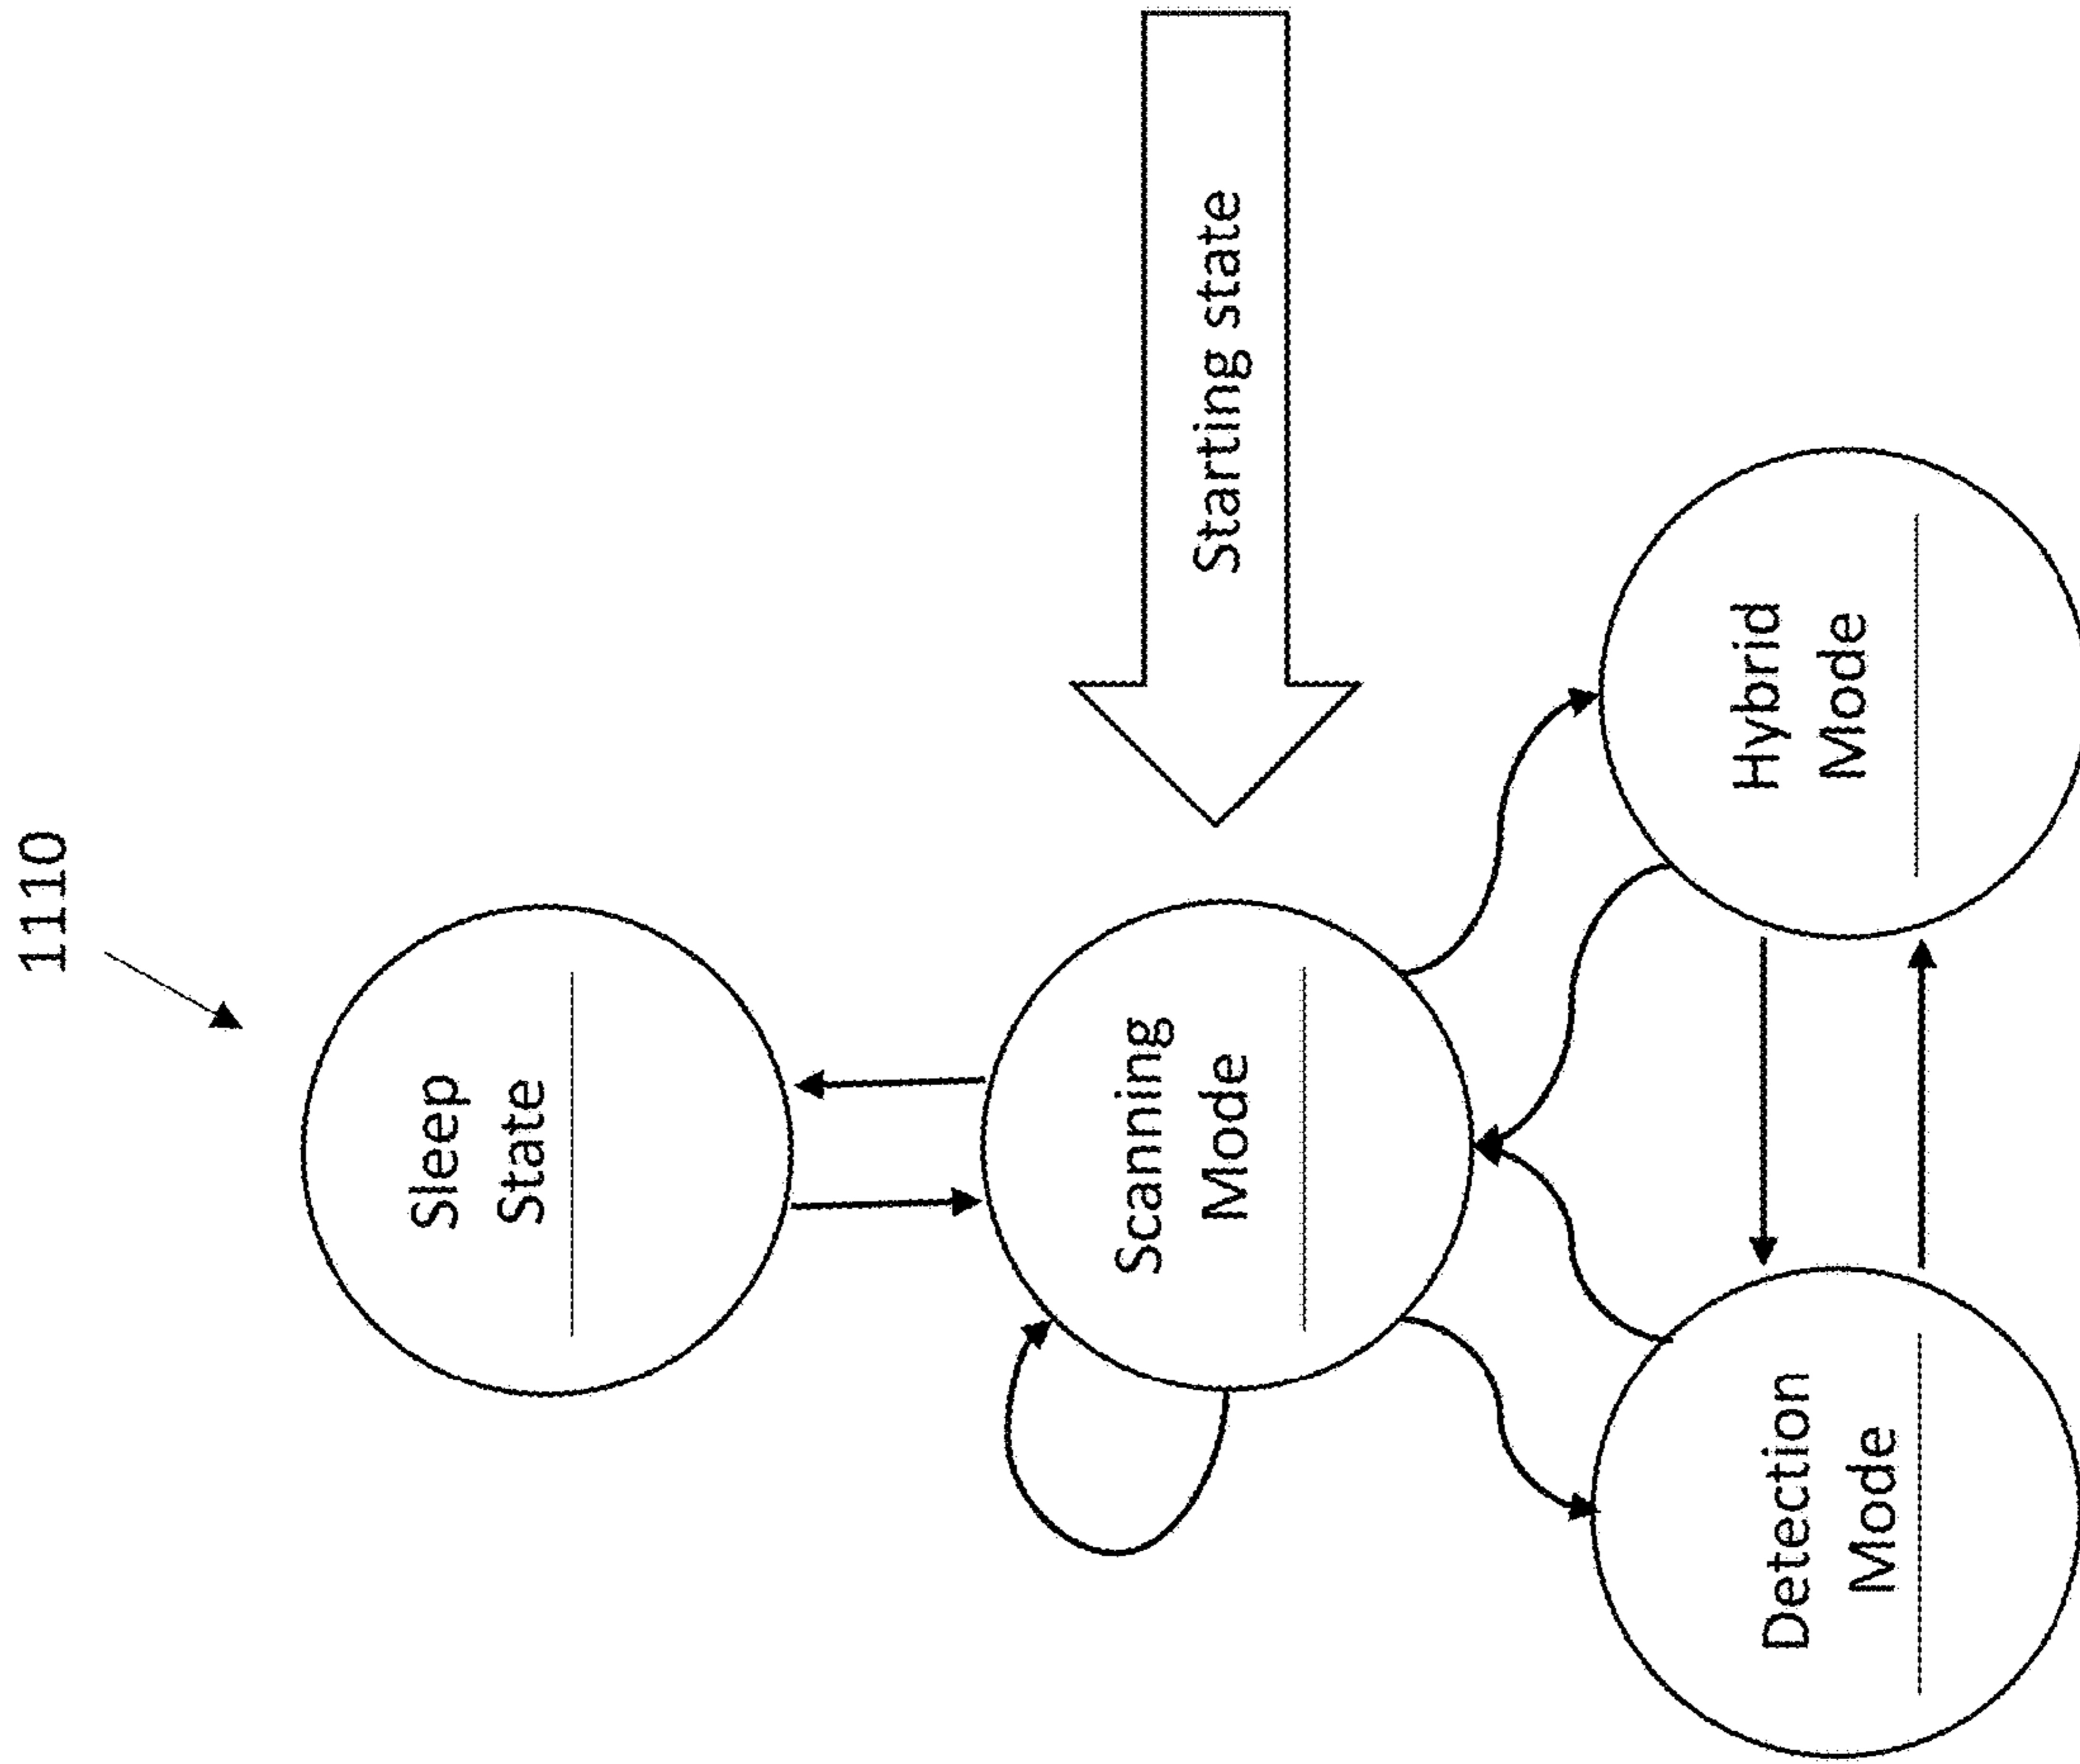 1110
Sleep
State
Starting state
Scanning
Mode
Detection
Mode
Hybrid
Mode